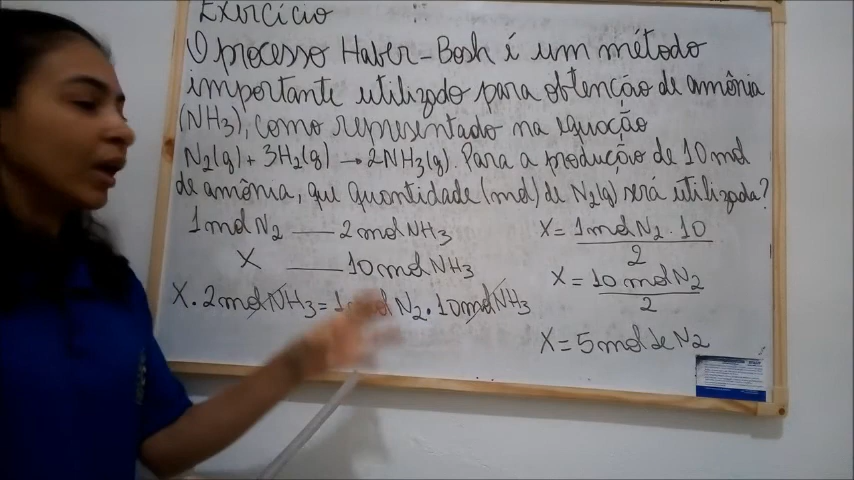 Exercício
O processo Haber-Bosh é um método
importante utilizado para obtenção de amônia
(NH3), como representado na equação
N2(g) + 3H2(g) → 2NH3(g). Para a produção de 10 mol
de amônia, que quantidade (mol) de N2(g) será utilizada?
1 mol N2 — 2 mol NH3
X — 10 mol NH3
X . 2 mol NH3 = 1 mol N2 . 10 mol NH3
X = 1 mol N2 . 10
2
X = 10 mol N2
2
X = 5 mol de N2